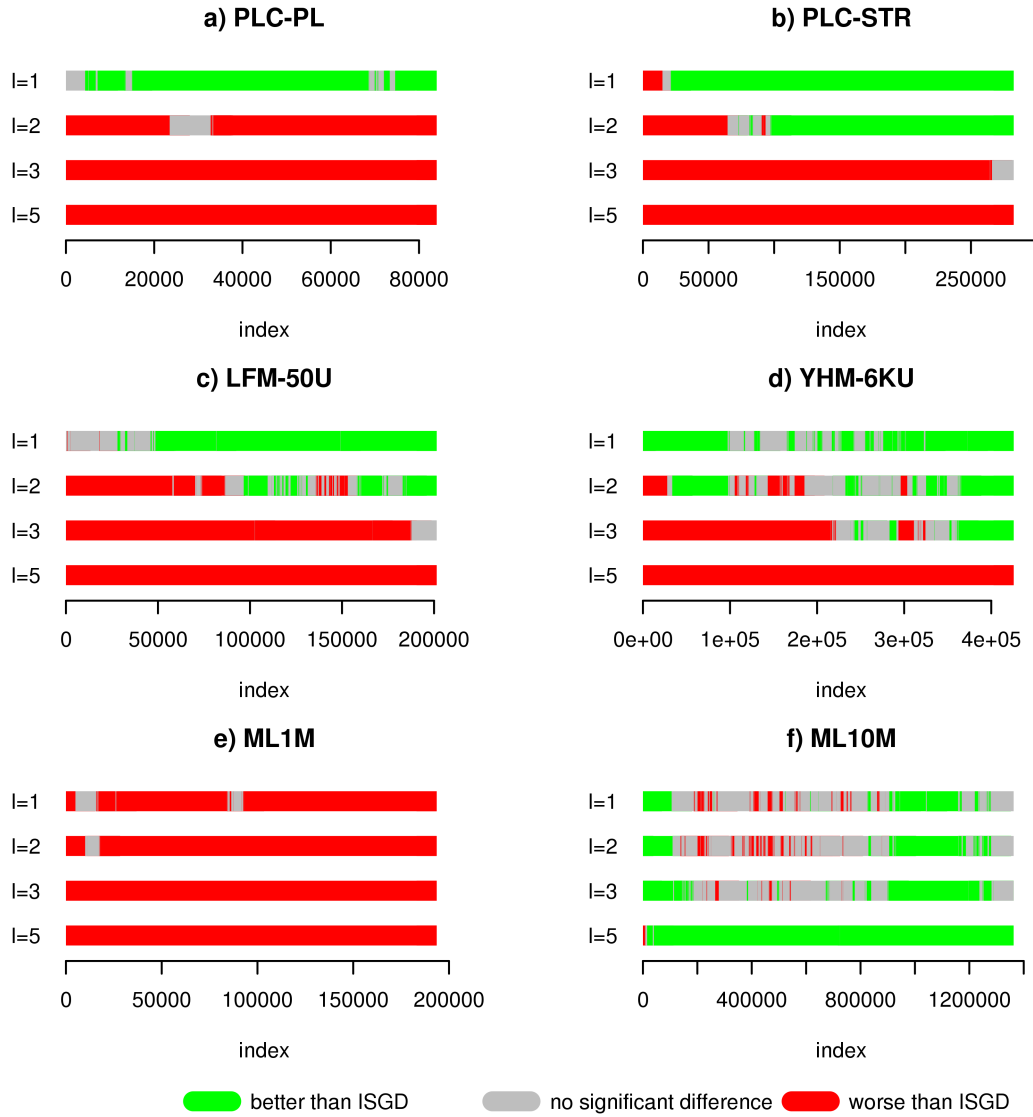 a) PLC-PL
l=1
l=2
l=3
l=5
0 20000 40000 60000 80000
index
b) PLC-STR
l=1
l=2
l=3
l=5
0 50000 150000 250000
index
c) LFM-50U
l=1
l=2
l=3
l=5
0 50000 100000 150000 200000
index
d) YHM-6KU
l=1
l=2
l=3
l=5
0e+00 1e+05 2e+05 3e+05 4e+05
index
e) ML1M
l=1
l=2
l=3
l=5
0 50000 100000 150000 200000
index
f) ML10M
l=1
l=2
l=3
l=5
0 400000 800000 1200000
index
better than ISGD no significant difference worse than ISGD